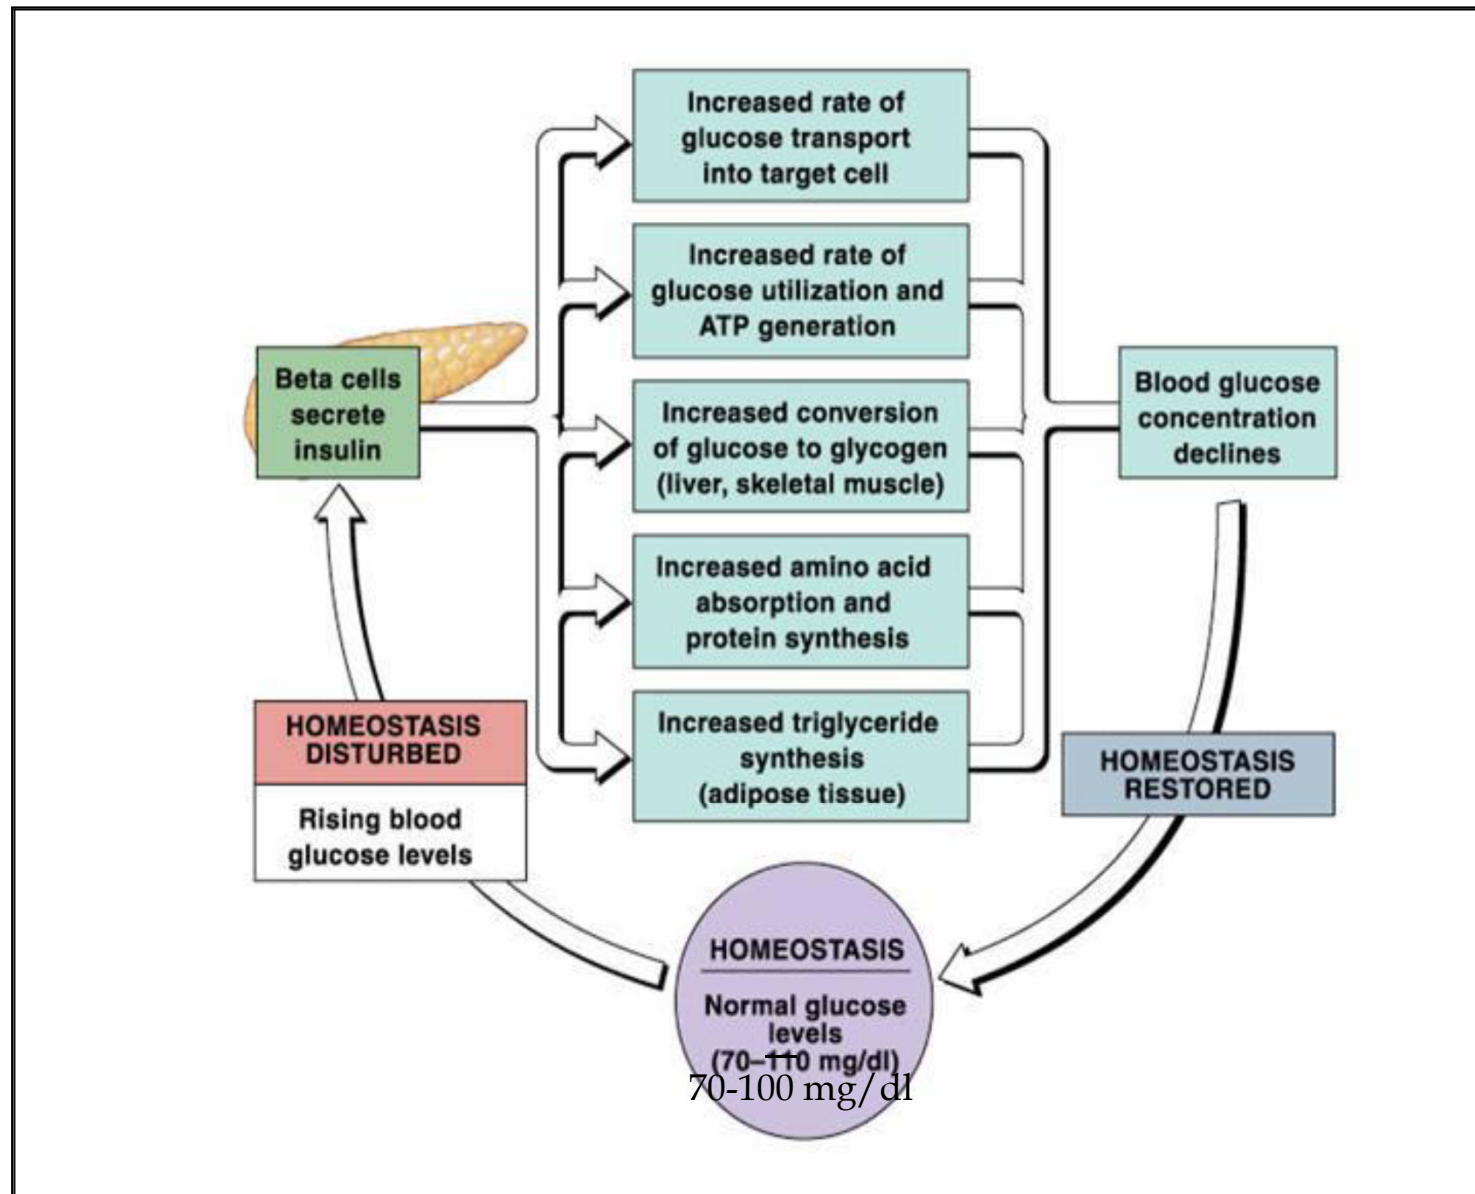 Increased rate of
glucose transport
into target cell
Increased rate of
glucose utilization and
ATP generation
Beta cells
secrete
insulin
Increased conversion
of glucose to glycogen
(liver, skeletal muscle)
Blood glucose
concentration
declines
Increased amino acid
absorption and
protein synthesis
HOMEOSTASIS
DISTURBED
Rising blood
glucose levels
Increased triglyceride
synthesis
(adipose tissue)
HOMEOSTASIS
RESTORED
HOMEOSTASIS
Normal glucose
levels
(70–110 mg/dl)
70-100 mg/dl